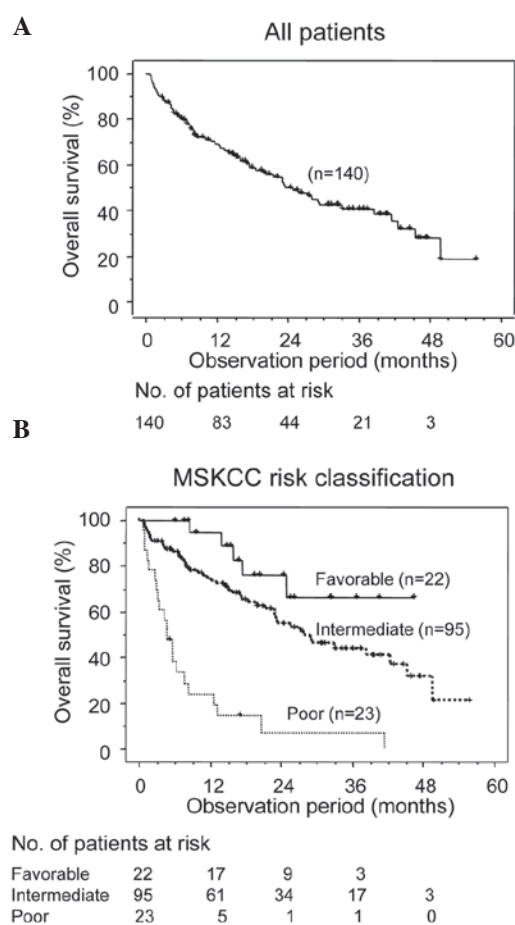 A
All patients
100
80
60
40
20
0
Overall survival (%)
(n=140)
0 12 24 36 48 60
Observation period (months)
No. of patients at risk
140 83 44 21 3
B
MSKCC risk classification
100
80
60
40
20
0
Overall survival (%)
Favorable (n=22)
Intermediate (n=95)
Poor (n=23)
0 12 24 36 48 60
Observation period (months)
No. of patients at risk
Favorable 22 17 9 3
Intermediate 95 61 34 17 3
Poor 23 5 1 1 0